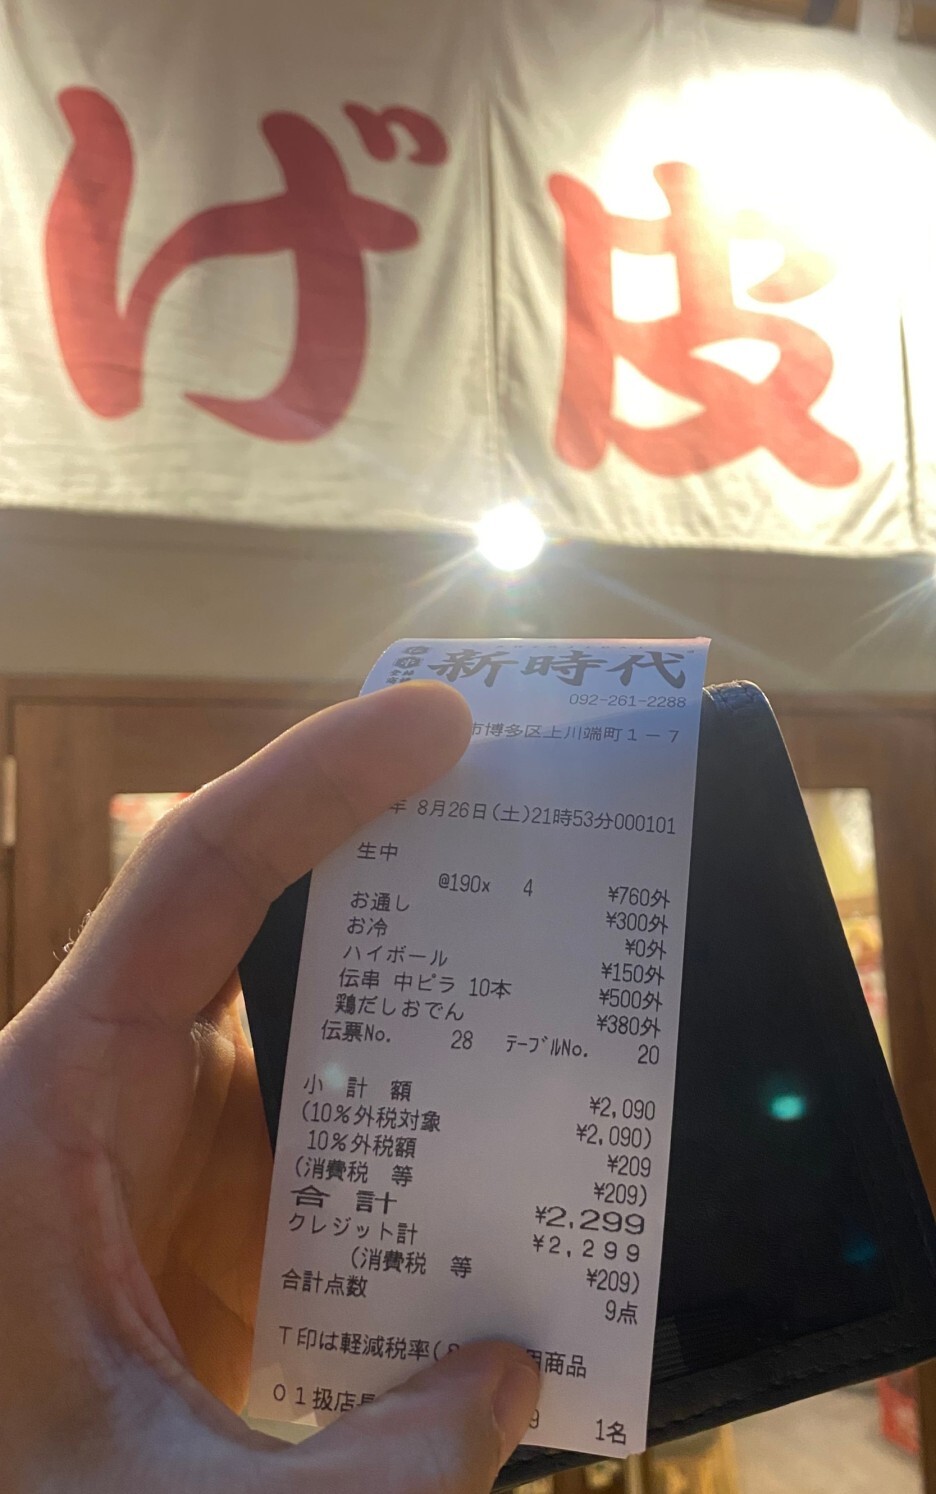 げ皮
新時代
092-261-2288
市博多区上川端町1-7
年 8月26日(土)21時53分000101
生中
@190× 4 ¥760外
お通し ¥300外
お冷 ¥0外
ハイボール ¥150外
伝串 中ピラ 10本 ¥500外
鶏だしおでん ¥380外
伝票No. 28 テーブルNo. 20
小計額 ¥2,090
(10%外税対象 ¥2,090)
10%外税額 ¥209
(消費税 等 ¥209)
合計 ¥2,299
クレジット計 ¥2,299
(消費税 等 ¥209)
合計点数 9点
T印は軽減税率( 用商品
01扱店長 9 1名